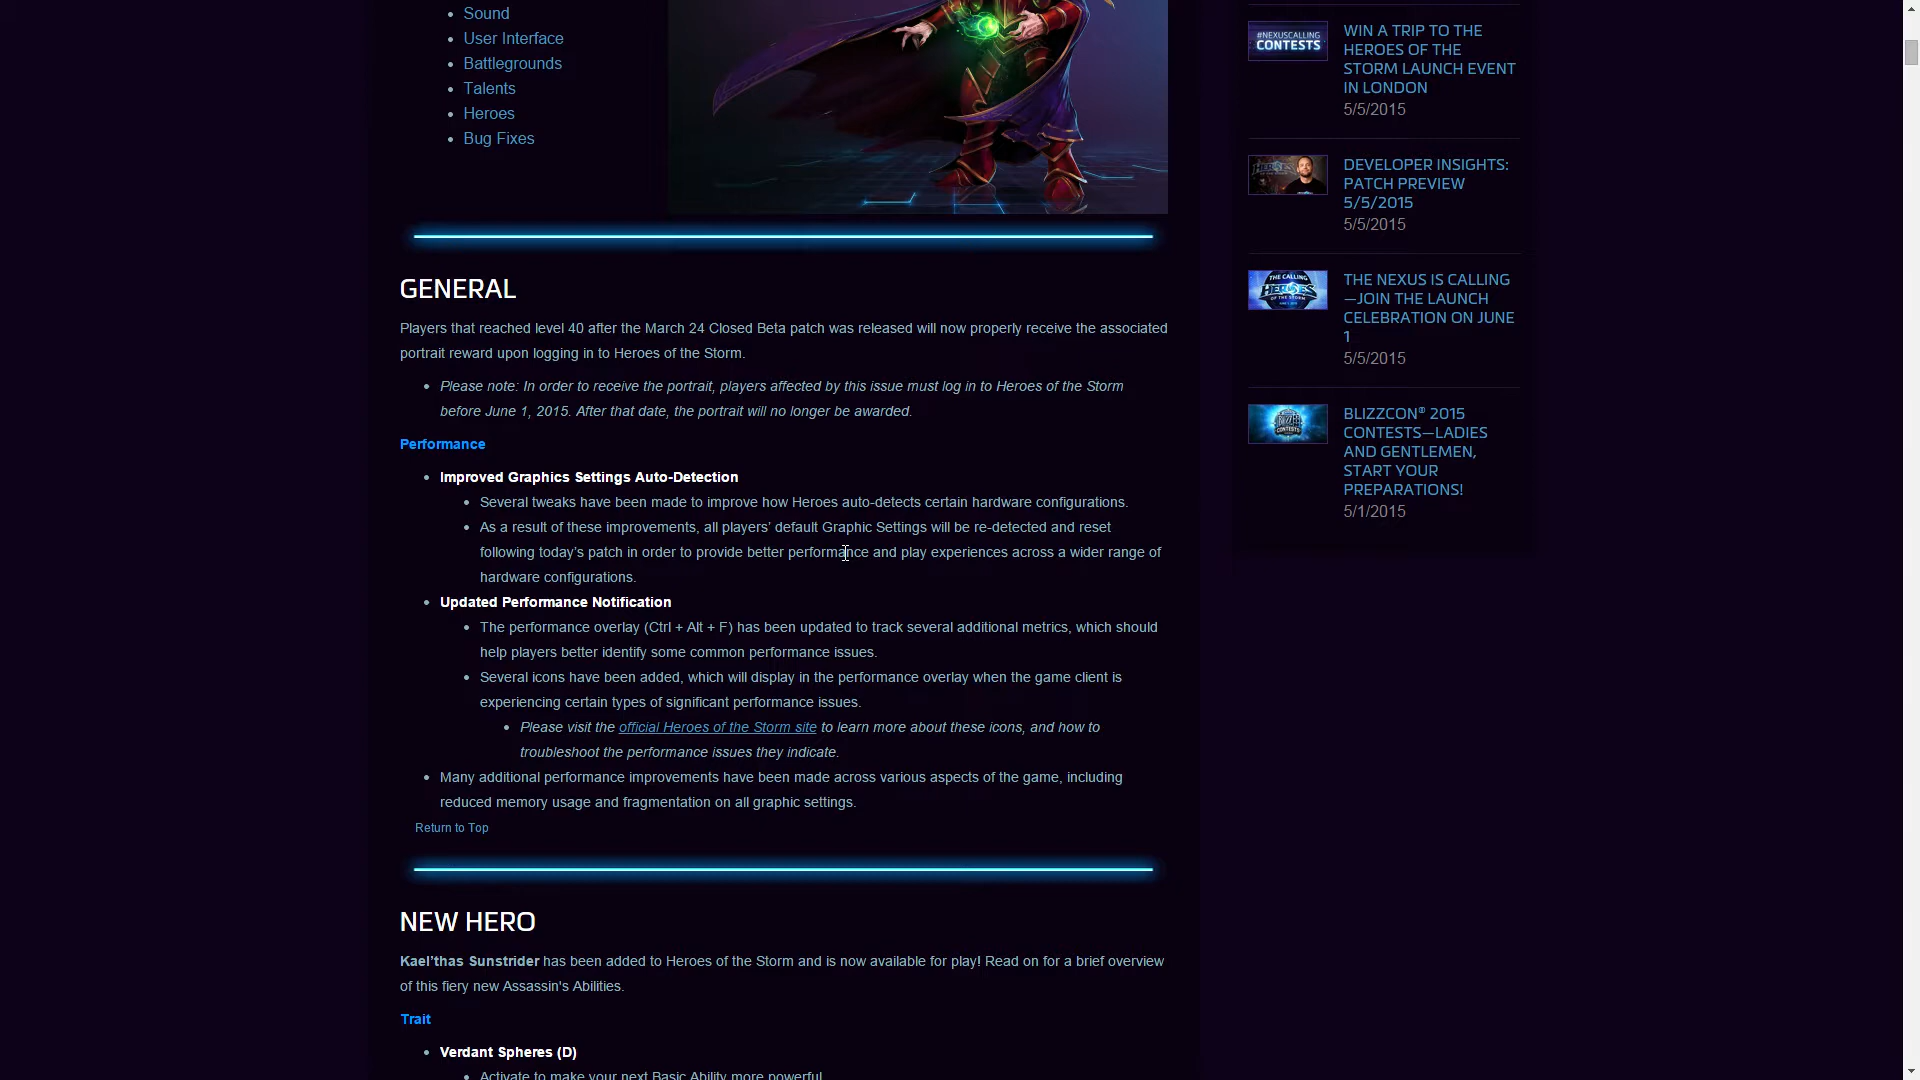 Sound
User Interface
Battlegrounds
Talents
Heroes
Bug Fixes
GENERAL
Players that reached level 40 after the March 24 Closed Beta patch was released will now properly receive the associated
portrait reward upon logging in to Heroes of the Storm.
Please note: In order to receive the portrait, players affected by this issue must log in to Heroes of the Storm
before June 1, 2015. After that date, the portrait will no longer be awarded.
Performance
Improved Graphics Settings Auto-Detection
Several tweaks have been made to improve how Heroes auto-detects certain hardware configurations.
As a result of these improvements, all players’ default Graphic Settings will be re-detected and reset
following today’s patch in order to provide better performance and play experiences across a wider range of
hardware configurations.
Updated Performance Notification
The performance overlay (Ctrl + Alt + F) has been updated to track several additional metrics, which should
help players better identify some common performance issues.
Several icons have been added, which will display in the performance overlay when the game client is
experiencing certain types of significant performance issues.
Please visit the official Heroes of the Storm site to learn more about these icons, and how to
troubleshoot the performance issues they indicate.
Many additional performance improvements have been made across various aspects of the game, including
reduced memory usage and fragmentation on all graphic settings.
Return to Top
NEW HERO
Kael’thas Sunstrider has been added to Heroes of the Storm and is now available for play! Read on for a brief overview
of this fiery new Assassin's Abilities.
Trait
Verdant Spheres (D)
Activate to make your next Basic Ability more powerful
#NEXUSCALLING
CONTESTS
WIN A TRIP TO THE
HEROES OF THE
STORM LAUNCH EVENT
IN LONDON
5/5/2015
HEROES
DEVELOPER INSIGHTS:
PATCH PREVIEW
5/5/2015
5/5/2015
THE CALLING
HEROES
OF THE STORM
THE NEXUS IS CALLING
—JOIN THE LAUNCH
CELEBRATION ON JUNE
1
5/5/2015
CONTESTS
BLIZZCON® 2015
CONTESTS—LADIES
AND GENTLEMEN,
START YOUR
PREPARATIONS!
5/1/2015